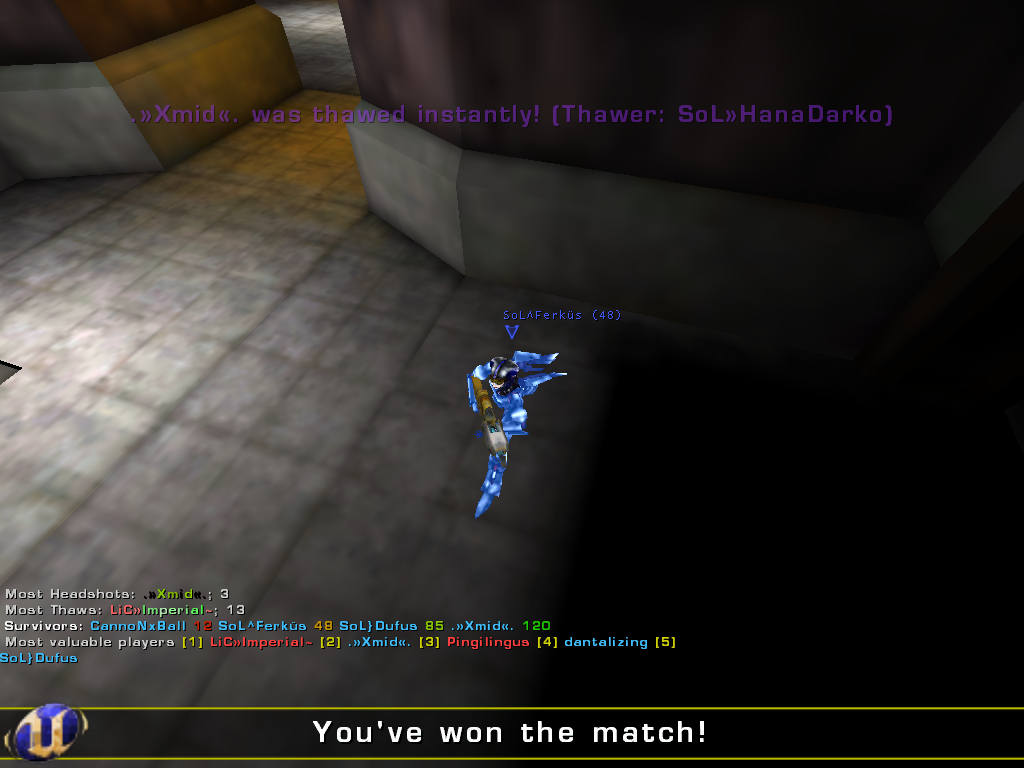 .»Xmid«. was thawed instantly! (Thawer: SoL»HanaDarko)
SoL^Ferküs (48)
Most Headshots: .»Xmid«.; 3
Most Thaws: LiC»Imperial~; 13
Survivors: CannoNxBall 12 SoL^Ferküs 48 SoL}Dufus 85 .»Xmid«. 120
Most valuable players [1] LiC»Imperial~ [2] .»Xmid«. [3] Pingilingus [4] dantalizing [5]
SoL}Dufus
You've won the match!